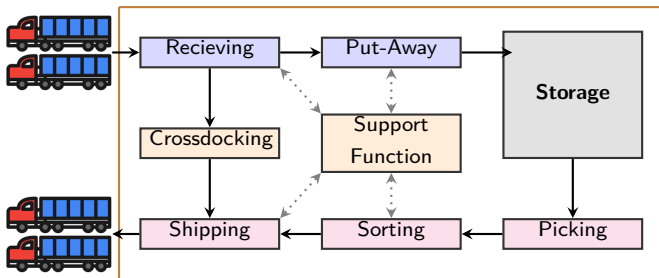 Recieving
Put-Away
Storage
Crossdocking
Support
Function
Shipping
Sorting
Picking